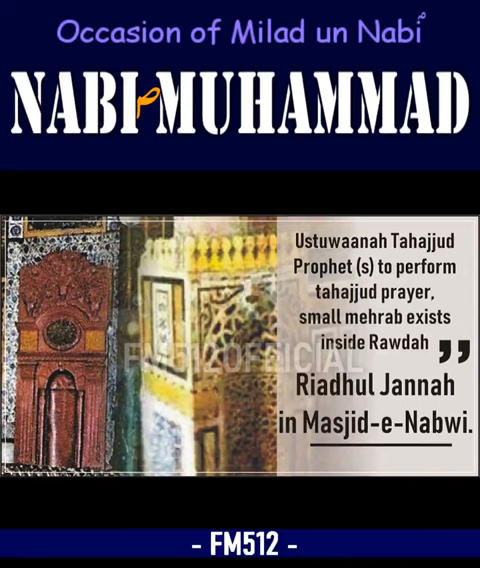 Occasion of Milad un Nabiؐ
NABI ص MUHAMMAD
Ustuwaanah Tahajjud
Prophet (s) to perform
tahajjud prayer,
small mehrab exists
inside Rawdah ”
FM512OFFICIAL
Riadhul Jannah
in Masjid-e-Nabwi.
- FM512 -